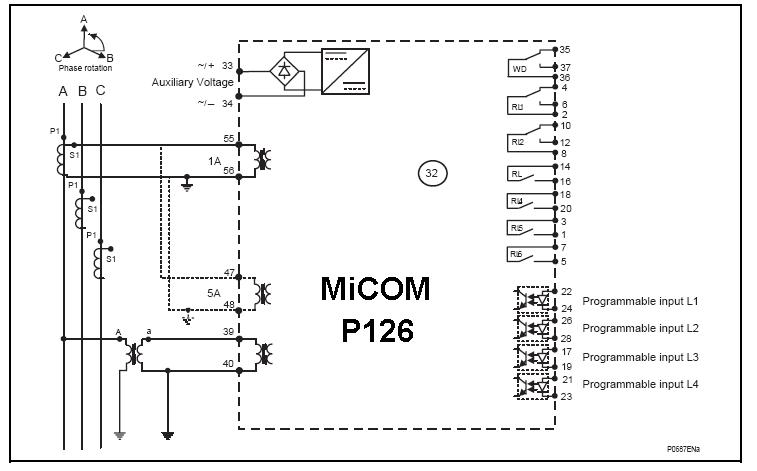 A
C
B
Phase rotation
A B C
P1
S1
P1
S1
P1
S1
A
a
~/+ 33
Auxiliary Voltage
~/− 34
55
1A
56
47
5A
48
39
40
32
MiCOM
P126
WD
35
37
36
RL1
4
6
2
RL2
10
12
8
RL
14
16
RL4
18
20
RL5
3
1
RL6
7
5
22
24
Programmable input L1
26
28
Programmable input L2
17
19
Programmable input L3
21
23
Programmable input L4
P0687ENa